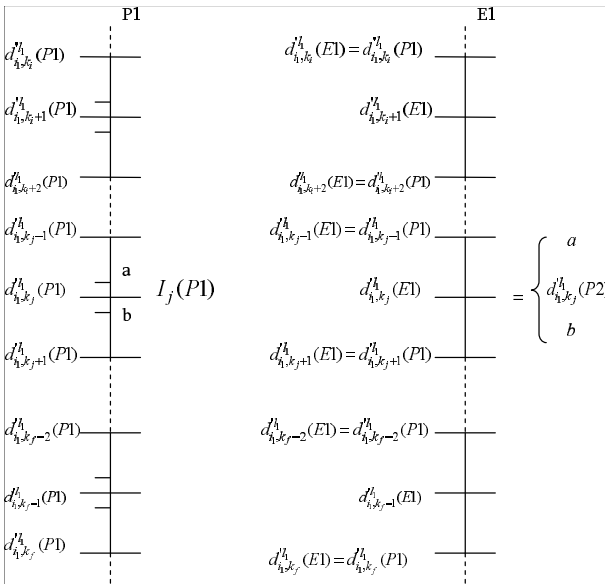 P1 E1
d'^{l_1}_{i_1,k_i}(P1) d'^{l_1}_{i_1,k_i}(E1) = d'^{l_1}_{i_1,k_i}(P1)
d'^{l_1}_{i_1,k_i+1}(P1) d'^{l_1}_{i_1,k_i+1}(E1)
d'^{l_1}_{i_1,k_i+2}(P1) d'^{l_1}_{i_1,k_i+2}(E1) = d'^{l_1}_{i_1,k_i+2}(P1)
d'^{l_1}_{i_1,k_j-1}(P1) d'^{l_1}_{i_1,k_j-1}(E1) = d'^{l_1}_{i_1,k_j-1}(P1)
a a
d'^{l_1}_{i_1,k_j}(P1) I_j(P1) d'^{l_1}_{i_1,k_j}(E1) = { d'^{l_1}_{i_1,k_j}(P2)
b b
d'^{l_1}_{i_1,k_j+1}(P1) d'^{l_1}_{i_1,k_j+1}(E1) = d'^{l_1}_{i_1,k_j+1}(P1)
d'^{l_1}_{i_1,k_f-2}(P1) d'^{l_1}_{i_1,k_f-2}(E1) = d'^{l_1}_{i_1,k_f-2}(P1)
d'^{l_1}_{i_1,k_f-1}(P1) d'^{l_1}_{i_1,k_f-1}(E1)
d'^{l_1}_{i_1,k_f}(P1) d'^{l_1}_{i_1,k_f}(E1) = d'^{l_1}_{i_1,k_f}(P1)